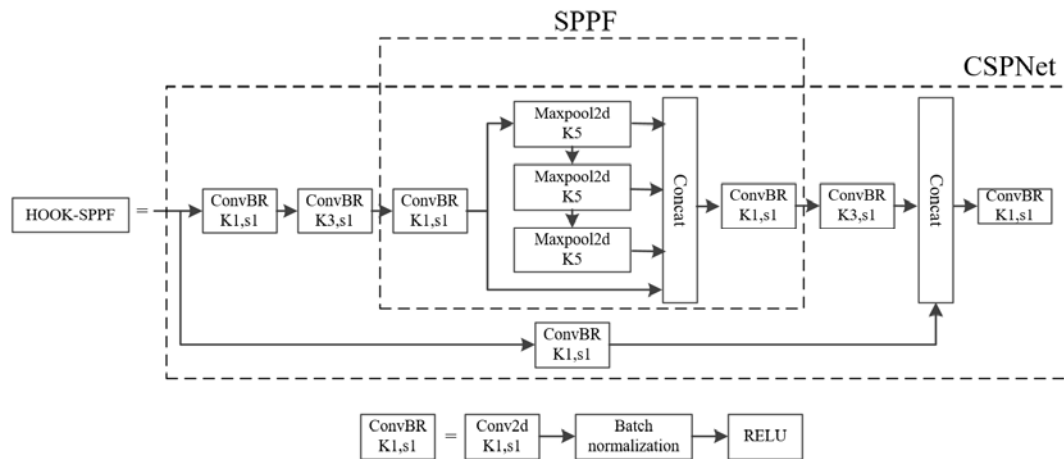 SPPF
CSPNet
Maxpool2d
K5
Maxpool2d
K5
Maxpool2d
K5
HOOK-SPPF
=
ConvBR
K1,s1
ConvBR
K3,s1
ConvBR
K1,s1
Concat
ConvBR
K1,s1
ConvBR
K3,s1
Concat
ConvBR
K1,s1
ConvBR
K1,s1
ConvBR
K1,s1
=
Conv2d
K1,s1
Batch
normalization
RELU